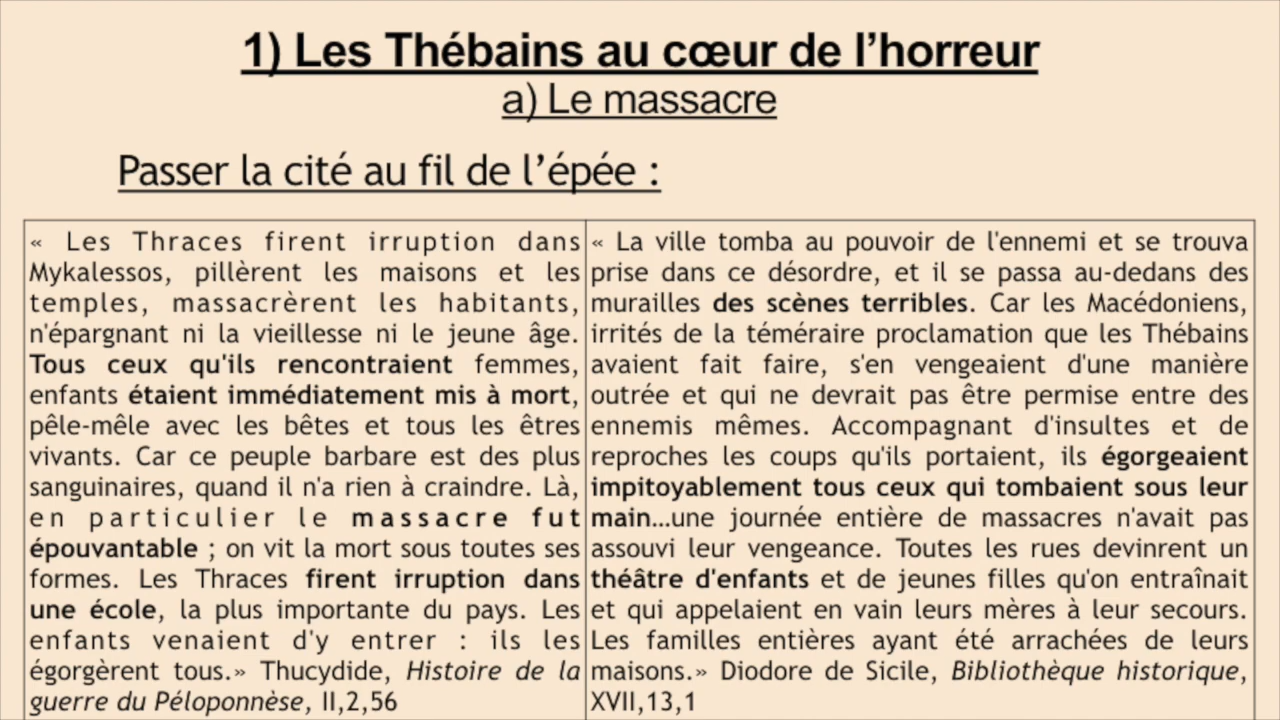 1) Les Thébains au cœur de l’horreur
a) Le massacre
Passer la cité au fil de l’épée :
« Les Thraces firent irruption dans
Mykalessos, pillèrent les maisons et les
temples, massacrèrent les habitants,
n'épargnant ni la vieillesse ni le jeune âge.
Tous ceux qu'ils rencontraient femmes,
enfants étaient immédiatement mis à mort,
pêle-mêle avec les bêtes et tous les êtres
vivants. Car ce peuple barbare est des plus
sanguinaires, quand il n'a rien à craindre. Là,
en particulier le massacre fut
épouvantable ; on vit la mort sous toutes ses
formes. Les Thraces firent irruption dans
une école, la plus importante du pays. Les
enfants venaient d'y entrer : ils les
égorgèrent tous.» Thucydide, Histoire de la
guerre du Péloponnèse, II,2,56
« La ville tomba au pouvoir de l'ennemi et se trouva
prise dans ce désordre, et il se passa au-dedans des
murailles des scènes terribles. Car les Macédoniens,
irrités de la téméraire proclamation que les Thébains
avaient fait faire, s'en vengeaient d'une manière
outrée et qui ne devrait pas être permise entre des
ennemis mêmes. Accompagnant d'insultes et de
reproches les coups qu'ils portaient, ils égorgeaient
impitoyablement tous ceux qui tombaient sous leur
main…une journée entière de massacres n'avait pas
assouvi leur vengeance. Toutes les rues devinrent un
théâtre d'enfants et de jeunes filles qu'on entraînait
et qui appelaient en vain leurs mères à leur secours.
Les familles entières ayant été arrachées de leurs
maisons.» Diodore de Sicile, Bibliothèque historique,
XVII,13,1